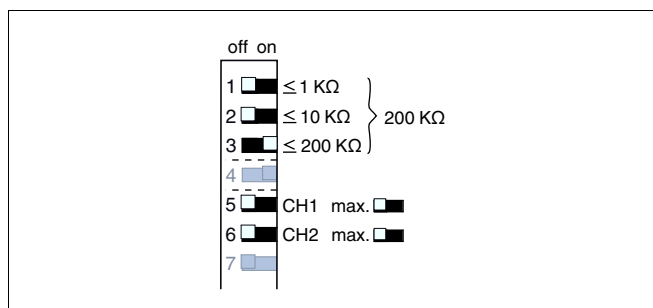 off on
1 ≤ 1 KΩ
2 ≤ 10 KΩ 200 KΩ
3 ≤ 200 KΩ
4
5 CH1 max.
6 CH2 max.
7